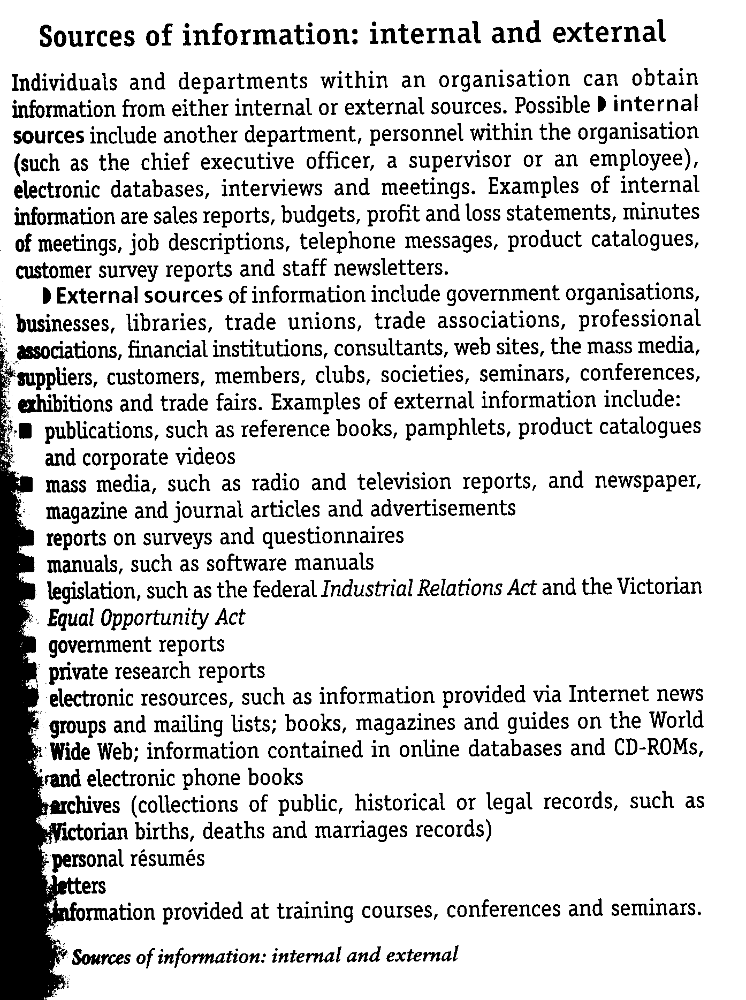 Sources of information: internal and external
Individuals and departments within an organisation can obtain
information from either internal or external sources. Possible ◗ internal
sources include another department, personnel within the organisation
(such as the chief executive officer, a supervisor or an employee),
electronic databases, interviews and meetings. Examples of internal
information are sales reports, budgets, profit and loss statements, minutes
of meetings, job descriptions, telephone messages, product catalogues,
customer survey reports and staff newsletters.
◗ External sources of information include government organisations,
businesses, libraries, trade unions, trade associations, professional
associations, financial institutions, consultants, web sites, the mass media,
suppliers, customers, members, clubs, societies, seminars, conferences,
exhibitions and trade fairs. Examples of external information include:
■ publications, such as reference books, pamphlets, product catalogues
and corporate videos
■ mass media, such as radio and television reports, and newspaper,
magazine and journal articles and advertisements
■ reports on surveys and questionnaires
■ manuals, such as software manuals
■ legislation, such as the federal Industrial Relations Act and the Victorian
Equal Opportunity Act
■ government reports
■ private research reports
■ electronic resources, such as information provided via Internet news
groups and mailing lists; books, magazines and guides on the World
Wide Web; information contained in online databases and CD-ROMs,
and electronic phone books
archives (collections of public, historical or legal records, such as
Victorian births, deaths and marriages records)
personal résumés
letters
information provided at training courses, conferences and seminars.
Sources of information: internal and external